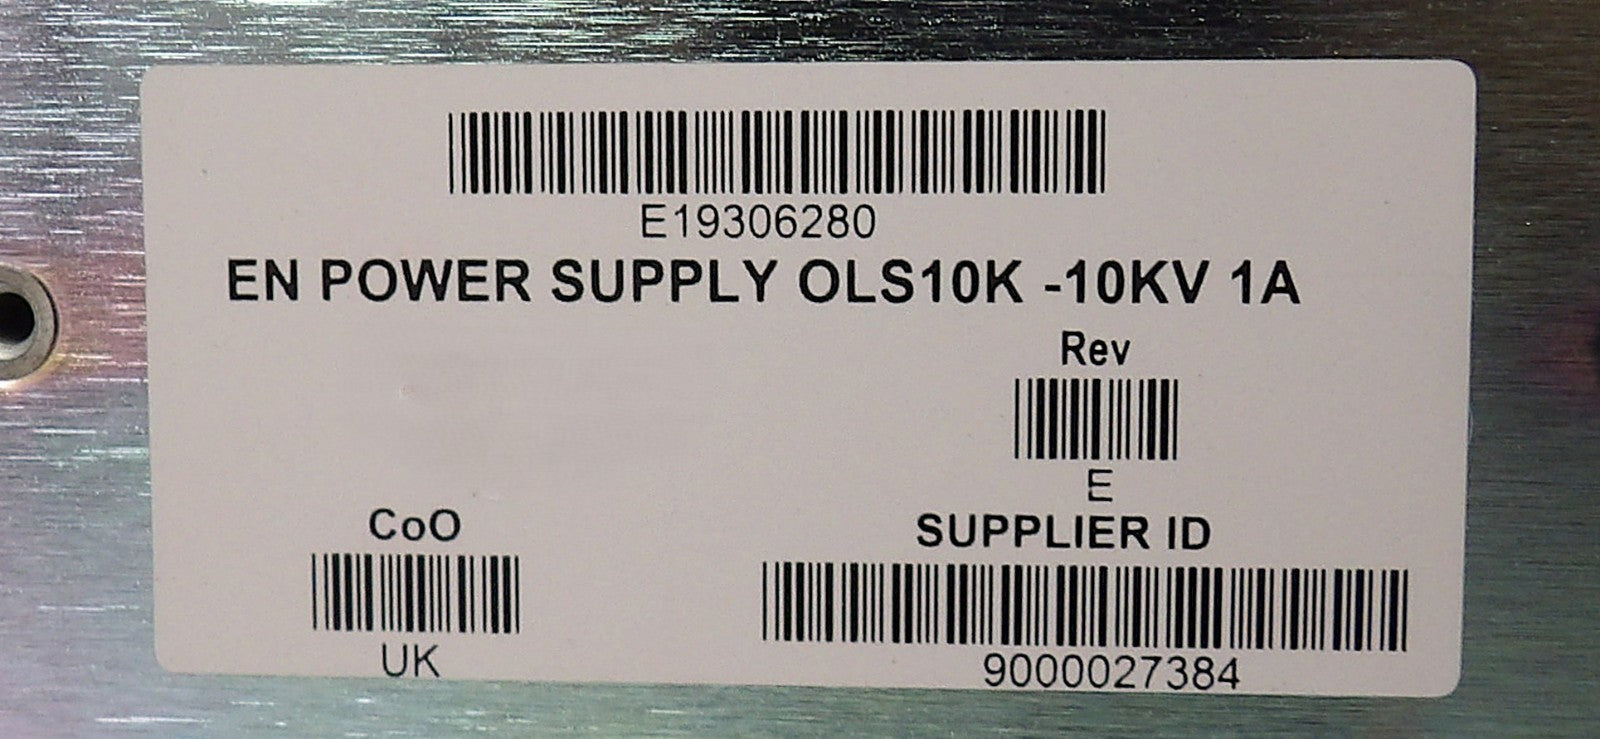 E19306280
EN POWER SUPPLY OLS10K -10KV 1A
Rev
E
CoO
SUPPLIER ID
UK
9000027384